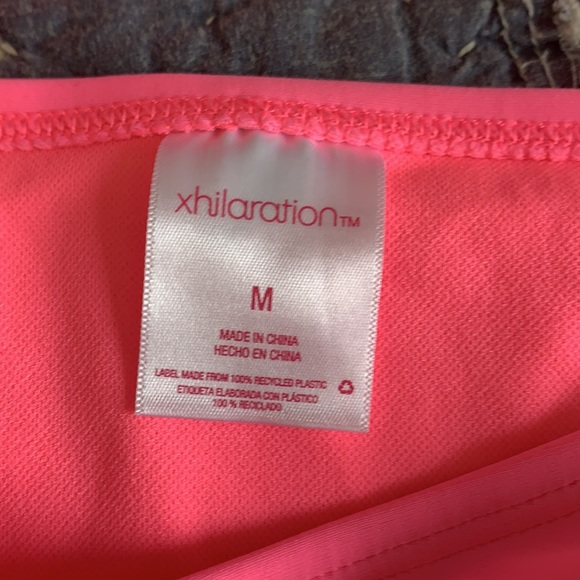 xhilaration™
M
MADE IN CHINA
HECHO EN CHINA
LABEL MADE FROM 100% RECYCLED PLASTIC
ETIQUETA ELABORADA CON PLÁSTICO
100 % RECICLADO